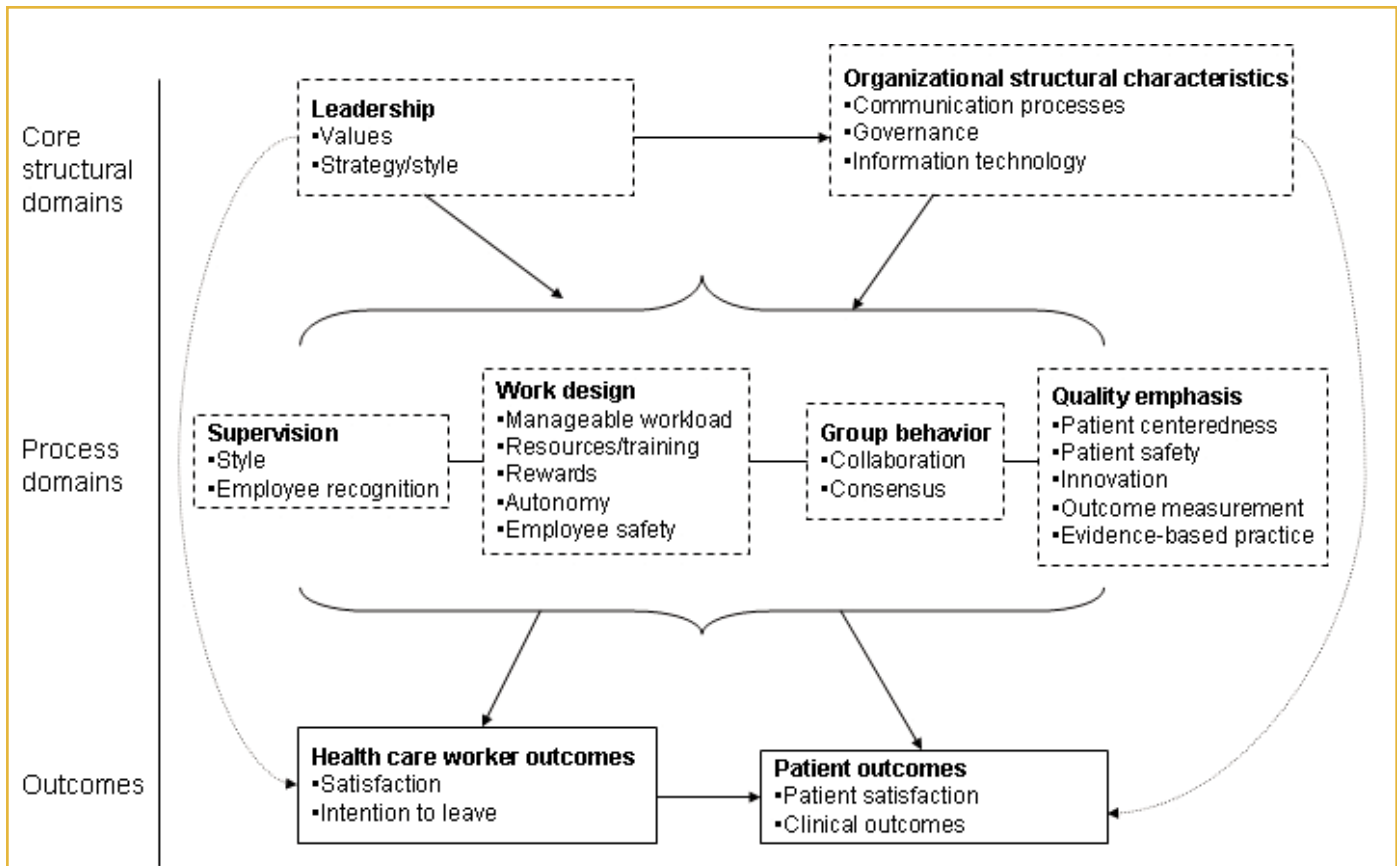 Core
structural
domains
Leadership
▪Values
▪Strategy/style
Organizational structural characteristics
▪Communication processes
▪Governance
▪Information technology
Process
domains
Supervision
▪Style
▪Employee recognition
Work design
▪Manageable workload
▪Resources/training
▪Rewards
▪Autonomy
▪Employee safety
Group behavior
▪Collaboration
▪Consensus
Quality emphasis
▪Patient centeredness
▪Patient safety
▪Innovation
▪Outcome measurement
▪Evidence-based practice
Outcomes
Health care worker outcomes
▪Satisfaction
▪Intention to leave
Patient outcomes
▪Patient satisfaction
▪Clinical outcomes